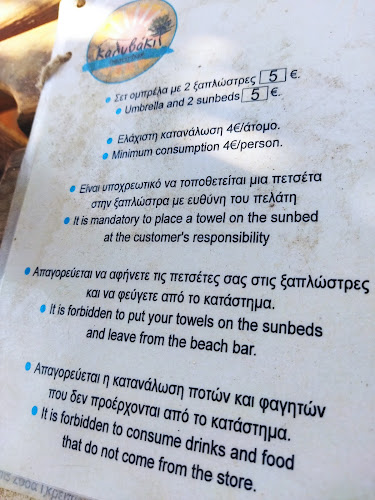 καλυβάκι
Σετ ομπρέλα με 2 ξαπλώστρες 5 €.
Umbrella and 2 sunbeds 5 €.
Ελάχιστη κατανάλωση 4€/άτομο.
Minimum consumption 4€/person.
Είναι υποχρεωτικό να τοποθετείται μια πετσέτα
στην ξαπλώστρα με ευθύνη του πελάτη
It is mandatory to place a towel on the sunbed
at the customer's responsibility
Απαγορεύεται να αφήνετε τις πετσέτες σας στις ξαπλώστρες
και να φεύγετε από το κατάστημα.
It is forbidden to put your towels on the sunbeds
and leave from the beach bar.
Απαγορεύεται η κατανάλωση ποτών και φαγητών
που δεν προέρχονται από το κατάστημα.
It is forbidden to consume drinks and food
that do not come from the store.